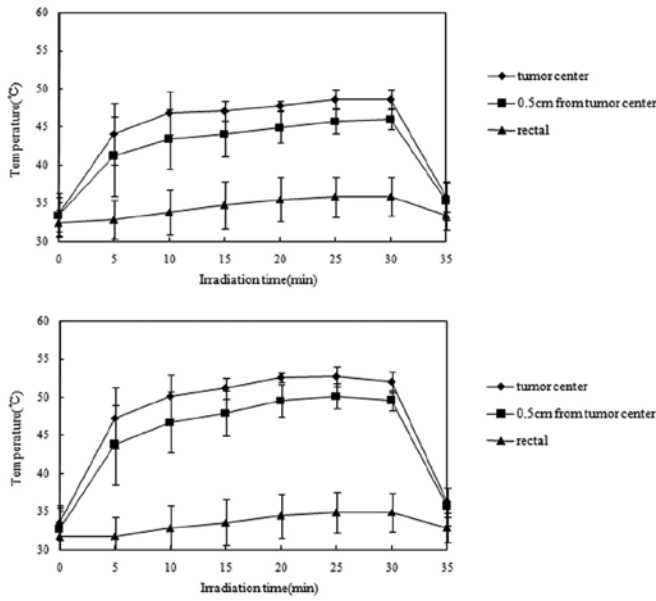 60
55
50
45
40
35
30
Temperature(℃)
0 5 10 15 20 25 30 35
Irradiation time(min)
tumor center
0.5cm from tumor center
rectal
60
55
50
45
40
35
30
Temperature(℃)
0 5 10 15 20 25 30 35
Irradiation time(min)
tumor center
0.5cm from tumor center
rectal